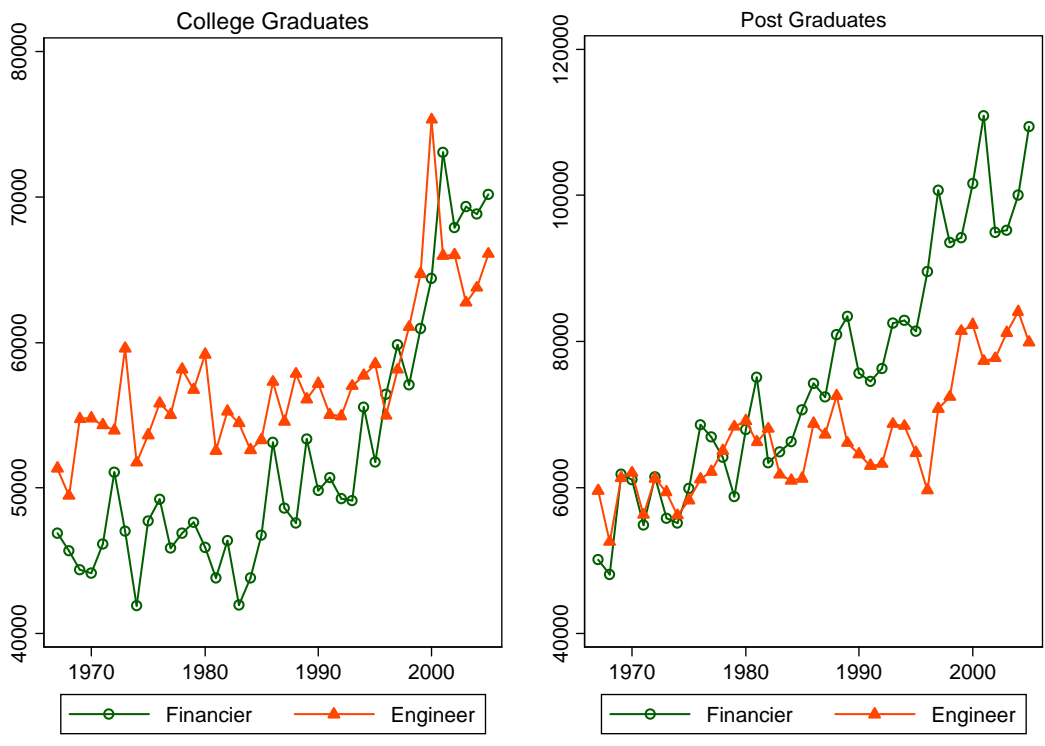 College Graduates
80000
70000
60000
50000
40000
1970 1980 1990 2000
Financier Engineer
Post Graduates
120000
100000
80000
60000
40000
1970 1980 1990 2000
Financier Engineer